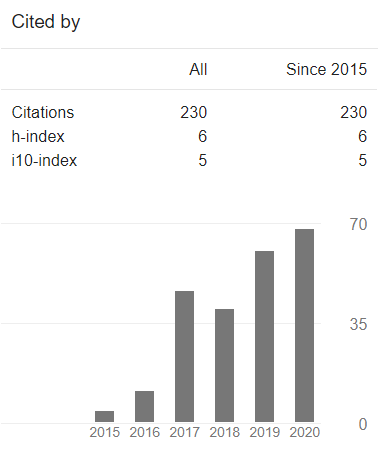 Cited by
All Since 2015
Citations 230 230
h-index 6 6
i10-index 5 5
70
35
0
2015 2016 2017 2018 2019 2020